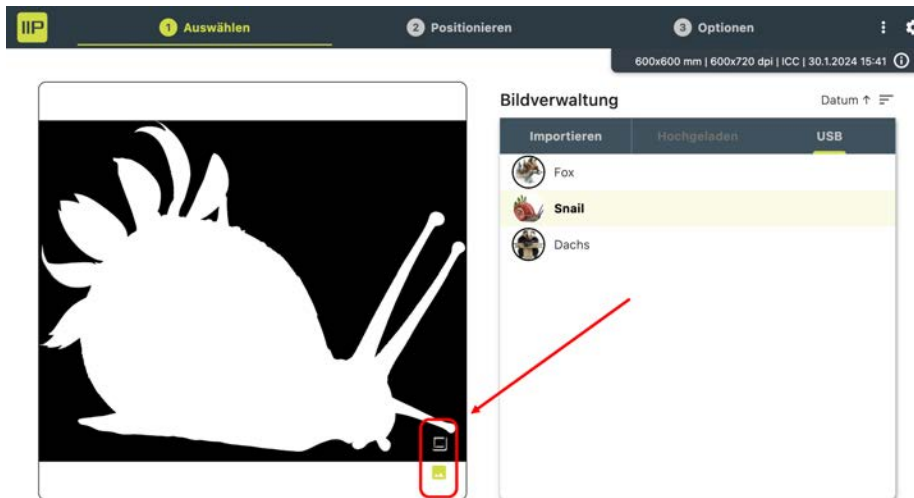 IIP
1 Auswählen
2 Positionieren
3 Optionen
600x600 mm | 600x720 dpi | ICC | 30.1.2024 15:41
Bildverwaltung
Datum ↑
Importieren
Hochgeladen
USB
Fox
Snail
Dachs